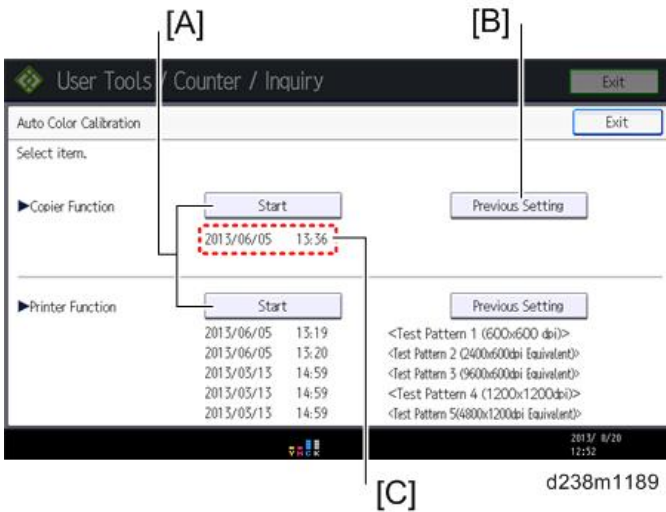 [A] [B]
User Tools / Counter / Inquiry Exit
Auto Color Calibration Exit
Select item.
►Copier Function Start Previous Setting
2013/06/05 13:36
►Printer Function Start Previous Setting
2013/06/05 13:19 <Test Pattern 1 (600x600 dpi)>
2013/06/05 13:20 <Test Pattern 2 (2400x600dpi Equivalent)>
2013/03/13 14:59 <Test Pattern 3 (9600x600dpi Equivalent)>
2013/03/13 14:59 <Test Pattern 4 (1200x1200dpi)>
2013/03/13 14:59 <Test Pattern 5(4800x1200dpi Equivalent)>
Y M C K 2013/ 8/20
12:52
[C] d238m1189